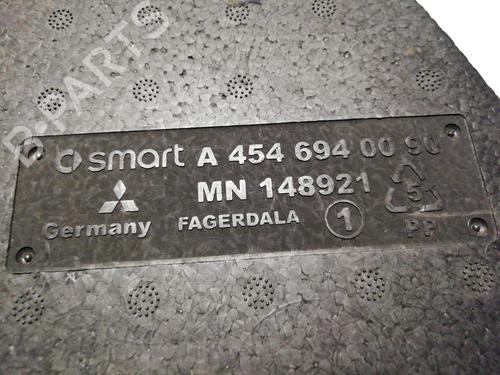 B-PARTS
smart A 454 694 00 90
MN 148921
5
Germany FAGERDALA 1 PP